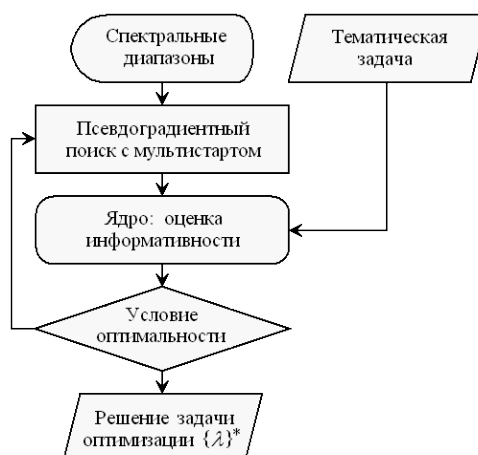 Спектральные
диапазоны
Тематическая
задача
Псевдоградиентный
поиск с мультистартом
Ядро: оценка
информативности
Условие
оптимальности
Решение задачи
оптимизации {λ}*